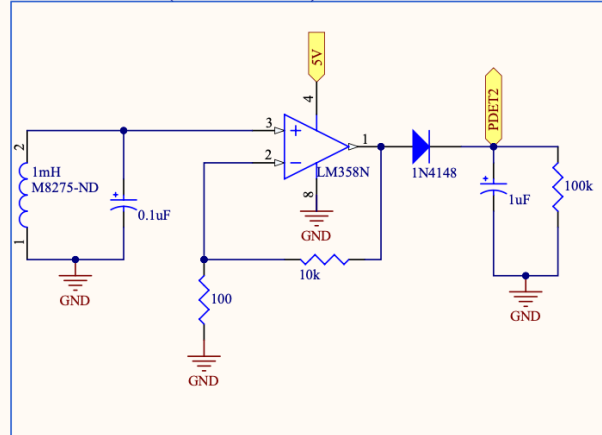 5V
4
3
2
1
LM358N
8
GND
1N4148
PDET2
1uF
100k
GND
2
1mH
M8275-ND
1
0.1uF
GND
10k
100
GND